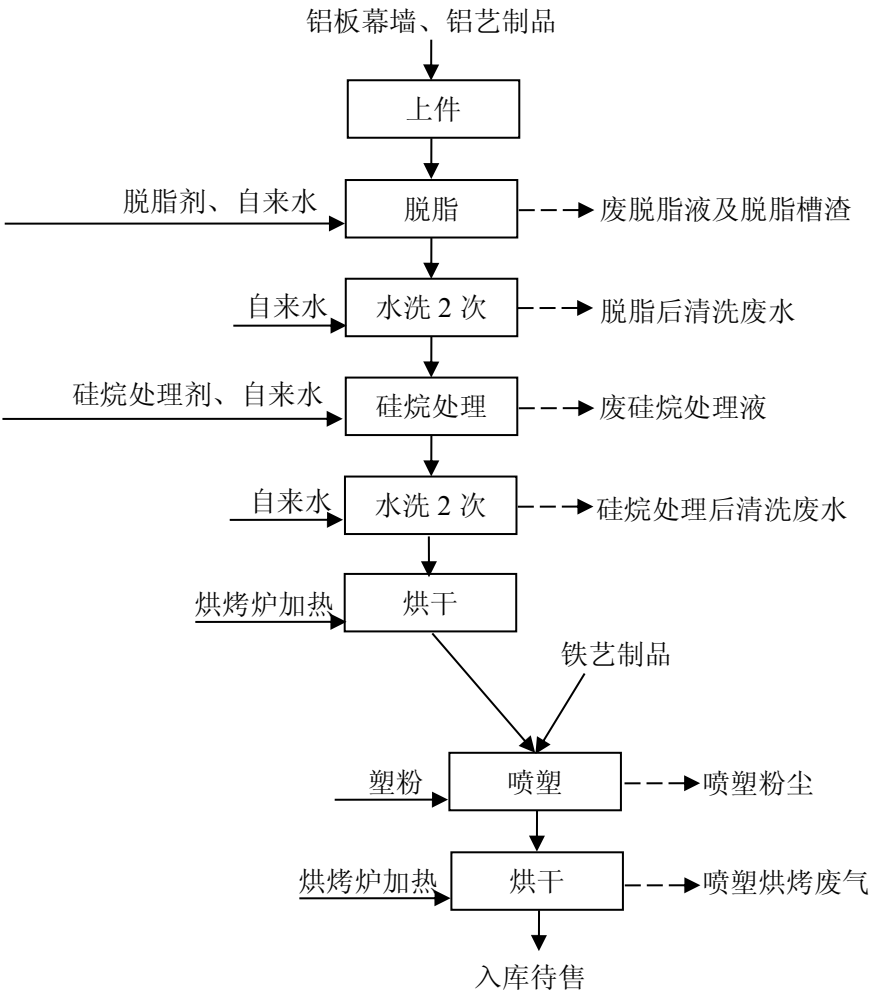 铝板幕墙、铝艺制品
上件
脱脂剂、自来水
脱脂
废脱脂液及脱脂槽渣
自来水
水洗 2 次
脱脂后清洗废水
硅烷处理剂、自来水
硅烷处理
废硅烷处理液
自来水
水洗 2 次
硅烷处理后清洗废水
烘烤炉加热
烘干
铁艺制品
塑粉
喷塑
喷塑粉尘
烘烤炉加热
烘干
喷塑烘烤废气
入库待售